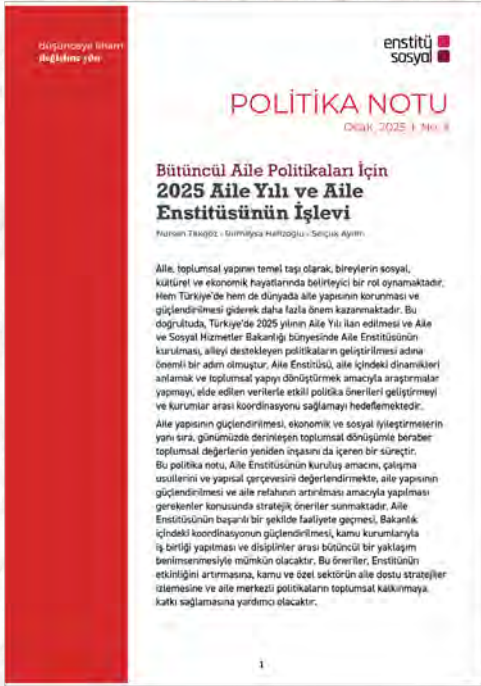 düşünceye ilham
değişime yön
enstitü
sosyal
POLİTİKA NOTU
Ocak, 2025 | No.
Bütüncül Aile Politikaları İçin
2025 Aile Yılı ve Aile
Enstitüsünün İşlevi
Aile, toplumsal yapının temel taşı olarak, bireylerin sosyal,
kültürel ve ekonomik hayatlarında belirleyici bir rol oynamaktadır.
Hem Türkiye'de hem de dünyada aile yapısının korunması ve
güçlendirilmesi giderek daha fazla önem kazanmaktadır. Bu
doğrultuda, Türkiye'de 2025 yılının Aile Yılı ilan edilmesi ve Aile
ve Sosyal Hizmetler Bakanlığı bünyesinde Aile Enstitüsünün
kurulması, aileyi destekleyen politikaların geliştirilmesi adına
önemli bir adım olmuştur. Aile Enstitüsü, aile içindeki dinamikleri
anlamak ve toplumsal yapıyı dönüştürmek amacıyla araştırmalar
yapmayı, elde edilen verilerle etkili politika önerileri geliştirmeyi
ve kurumlar arası koordinasyonu sağlamayı hedeflemektedir.
Aile yapısının güçlendirilmesi, ekonomik ve sosyal iyileştirmelerin
yanı sıra, günümüzde derinleşen toplumsal dönüşümle beraber
toplumsal değerlerin yeniden inşasını da içeren bir süreçtir.
Bu politika notu, Aile Enstitüsünün kuruluş amacını, çalışma
usullerini ve yapısal çerçevesini değerlendirmekte, aile yapısının
güçlendirilmesi ve aile refahının artırılması amacıyla yapılması
gerekenler konusunda stratejik öneriler sunmaktadır. Aile
Enstitüsünün başarılı bir şekilde faaliyete geçmesi, Bakanlık
içindeki koordinasyonun güçlendirilmesi, kamu kurumlarıyla
iş birliği yapılması ve disiplinler arası bütüncül bir yaklaşım
benimsenmesiyle mümkün olacaktır. Bu öneriler, Enstitünün
etkinliğini artırmasına, kamu ve özel sektörün aile dostu stratejiler
izlemesine ve aile merkezli politikaların toplumsal kalkınmaya
katkı sağlamasına yardımcı olacaktır.
1